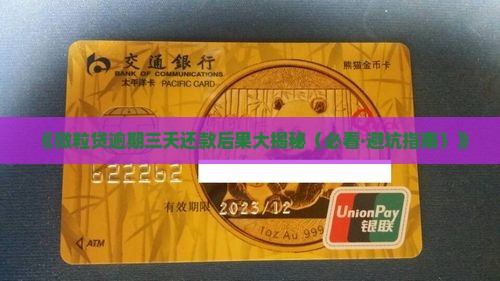 交通銀行
BANK OF COMMUNICATIONS
太平洋卡 PACIFIC CARD
熊猫金币卡
《微粒贷逾期三天还款后果大揭秘（必看·避坑指南）》
622262
有效期限 2023/12
1oz Au .999
ATM
UnionPay
银联